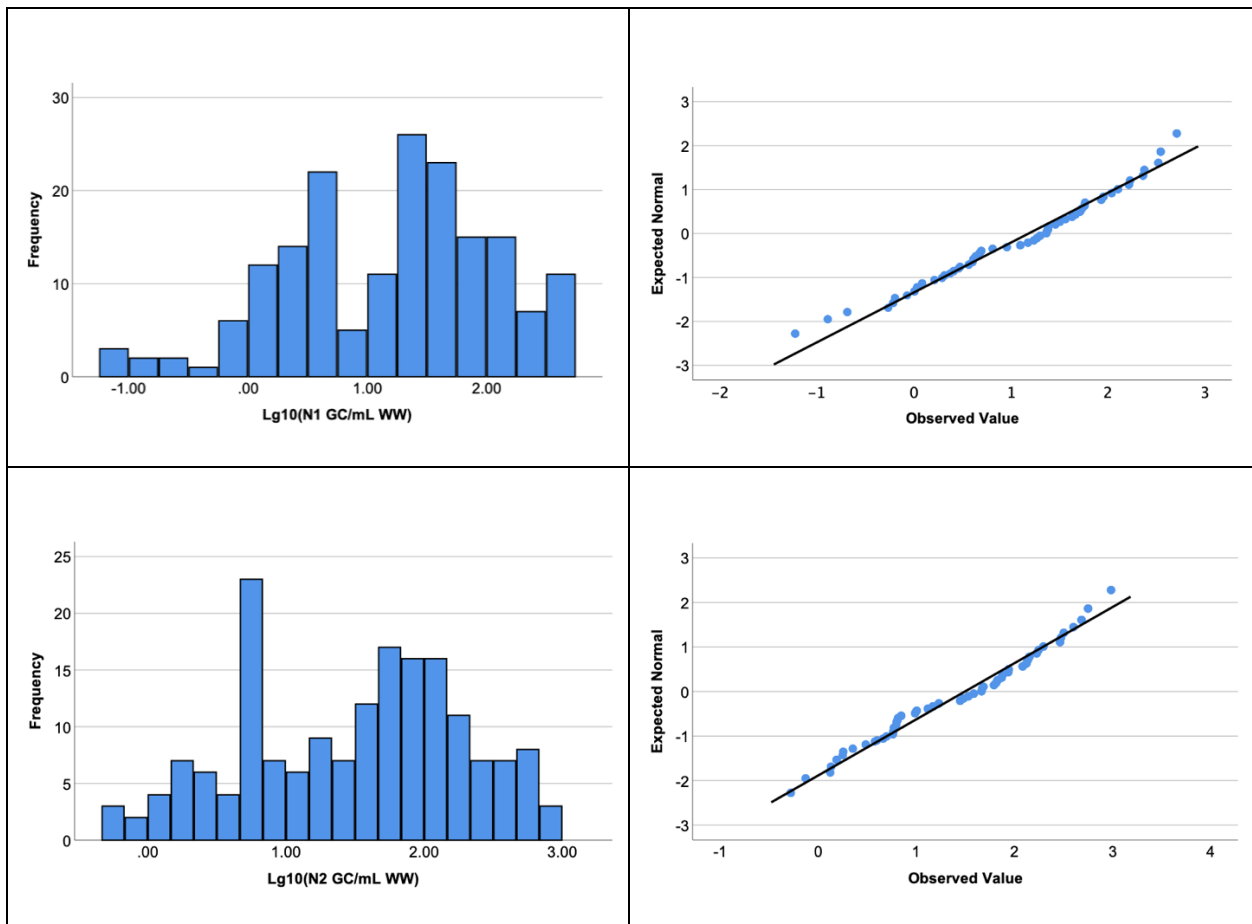 30
20
10
0
Frequency
-1.00 .00 1.00 2.00
Lg10(N1 GC/mL WW)
3
2
1
0
-1
-2
-3
Expected Normal
-2 -1 0 1 2 3
Observed Value
25
20
15
10
5
0
Frequency
.00 1.00 2.00 3.00
Lg10(N2 GC/mL WW)
3
2
1
0
-1
-2
-3
Expected Normal
-1 0 1 2 3 4
Observed Value